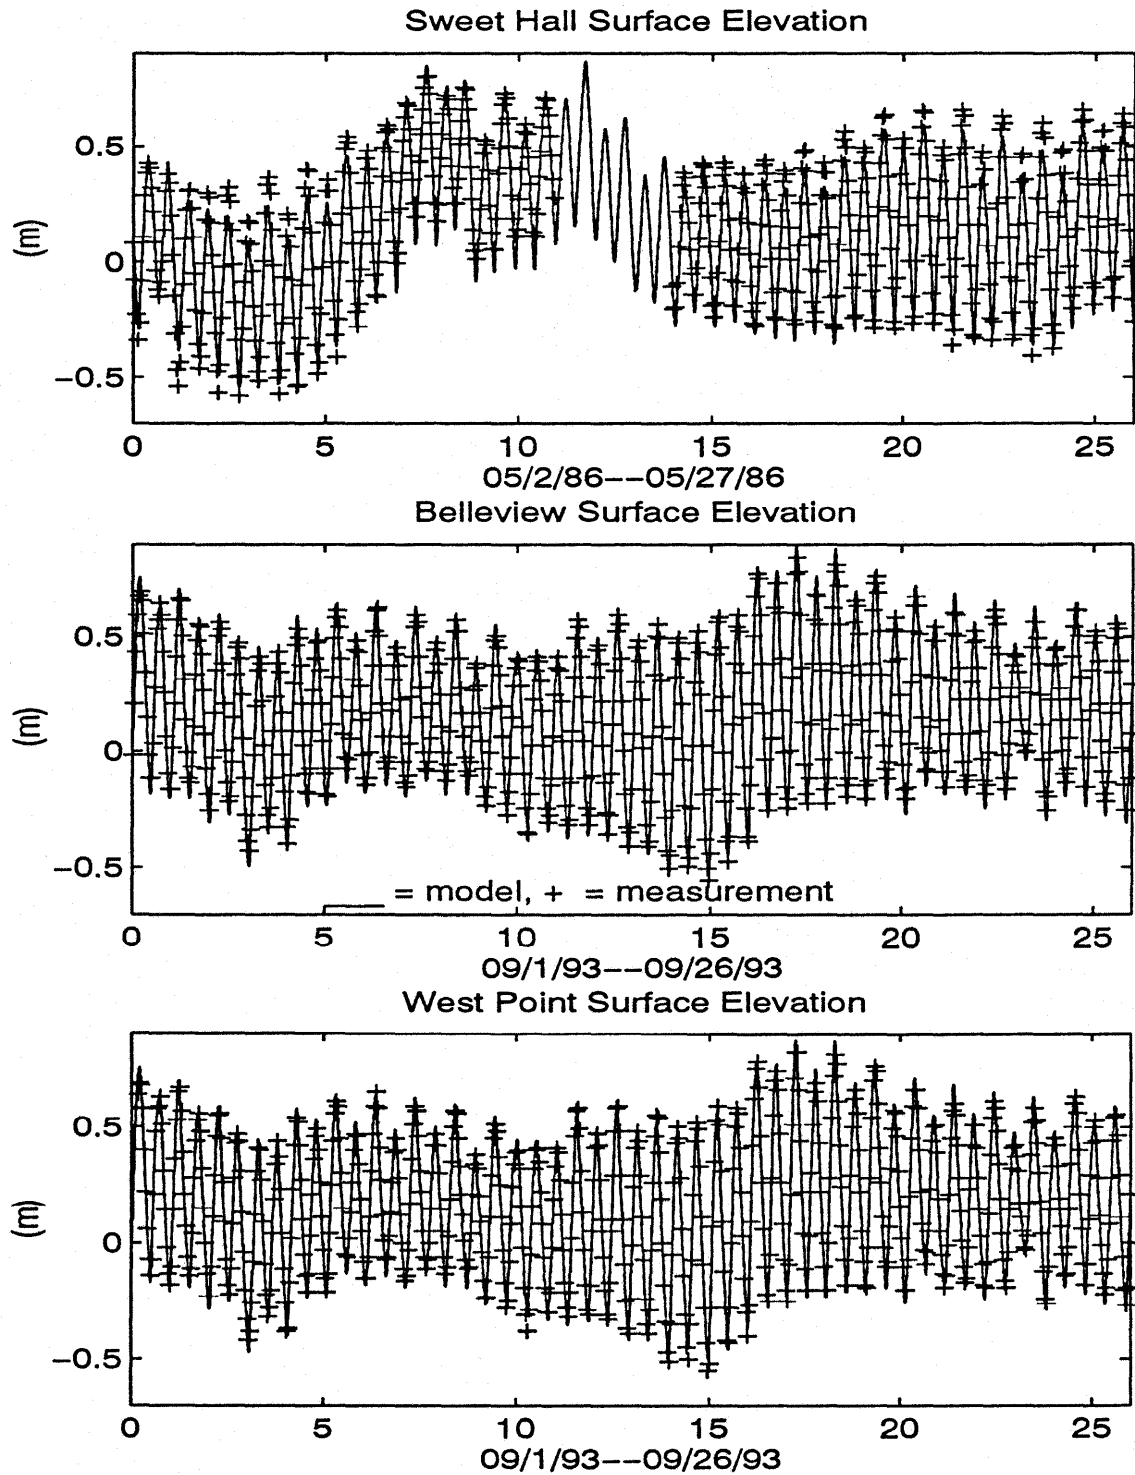 Sweet Hall Surface Elevation
0.5
0
−0.5
(m)
0 5 10 15 20 25
05/2/86−−05/27/86
Belleview Surface Elevation
0.5
0
−0.5
(m)
= model, + = measurement
0 5 10 15 20 25
09/1/93−−09/26/93
West Point Surface Elevation
0.5
0
−0.5
(m)
0 5 10 15 20 25
09/1/93−−09/26/93